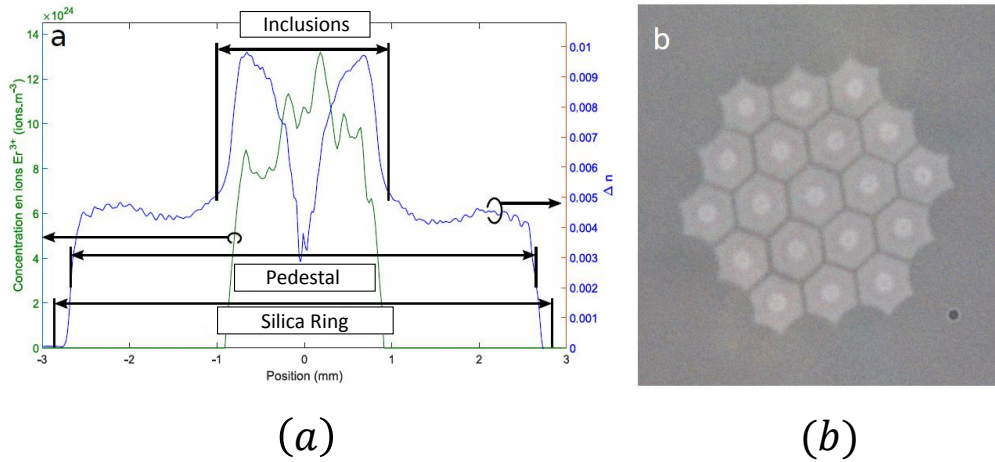 ×10^24
a
Inclusions
b
14
12
10
8
6
4
2
0
Concentration en ions Er³⁺ (ions.m⁻³)
0.01
0.009
0.008
0.007
0.006
0.005
0.004
0.003
0.002
0.001
0
Δ n
Pedestal
Silica Ring
-3
-2
-1
0
1
2
3
Position (mm)
(a)
(b)